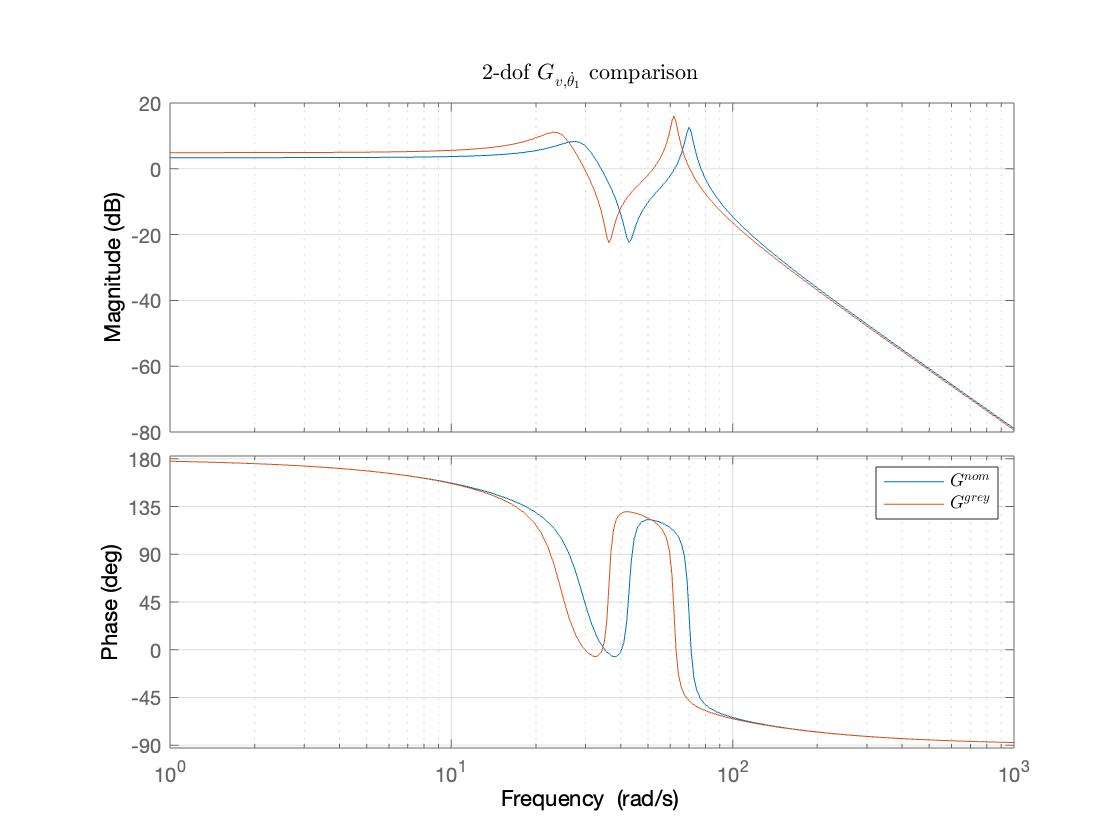 2-dof G_{v,\dot{θ}_1} comparison
20
0
-20
-40
-60
-80
Magnitude (dB)
180
135
90
45
0
-45
-90
Phase (deg)
G^{nom}
G^{grey}
10^0 10^1 10^2 10^3
Frequency (rad/s)